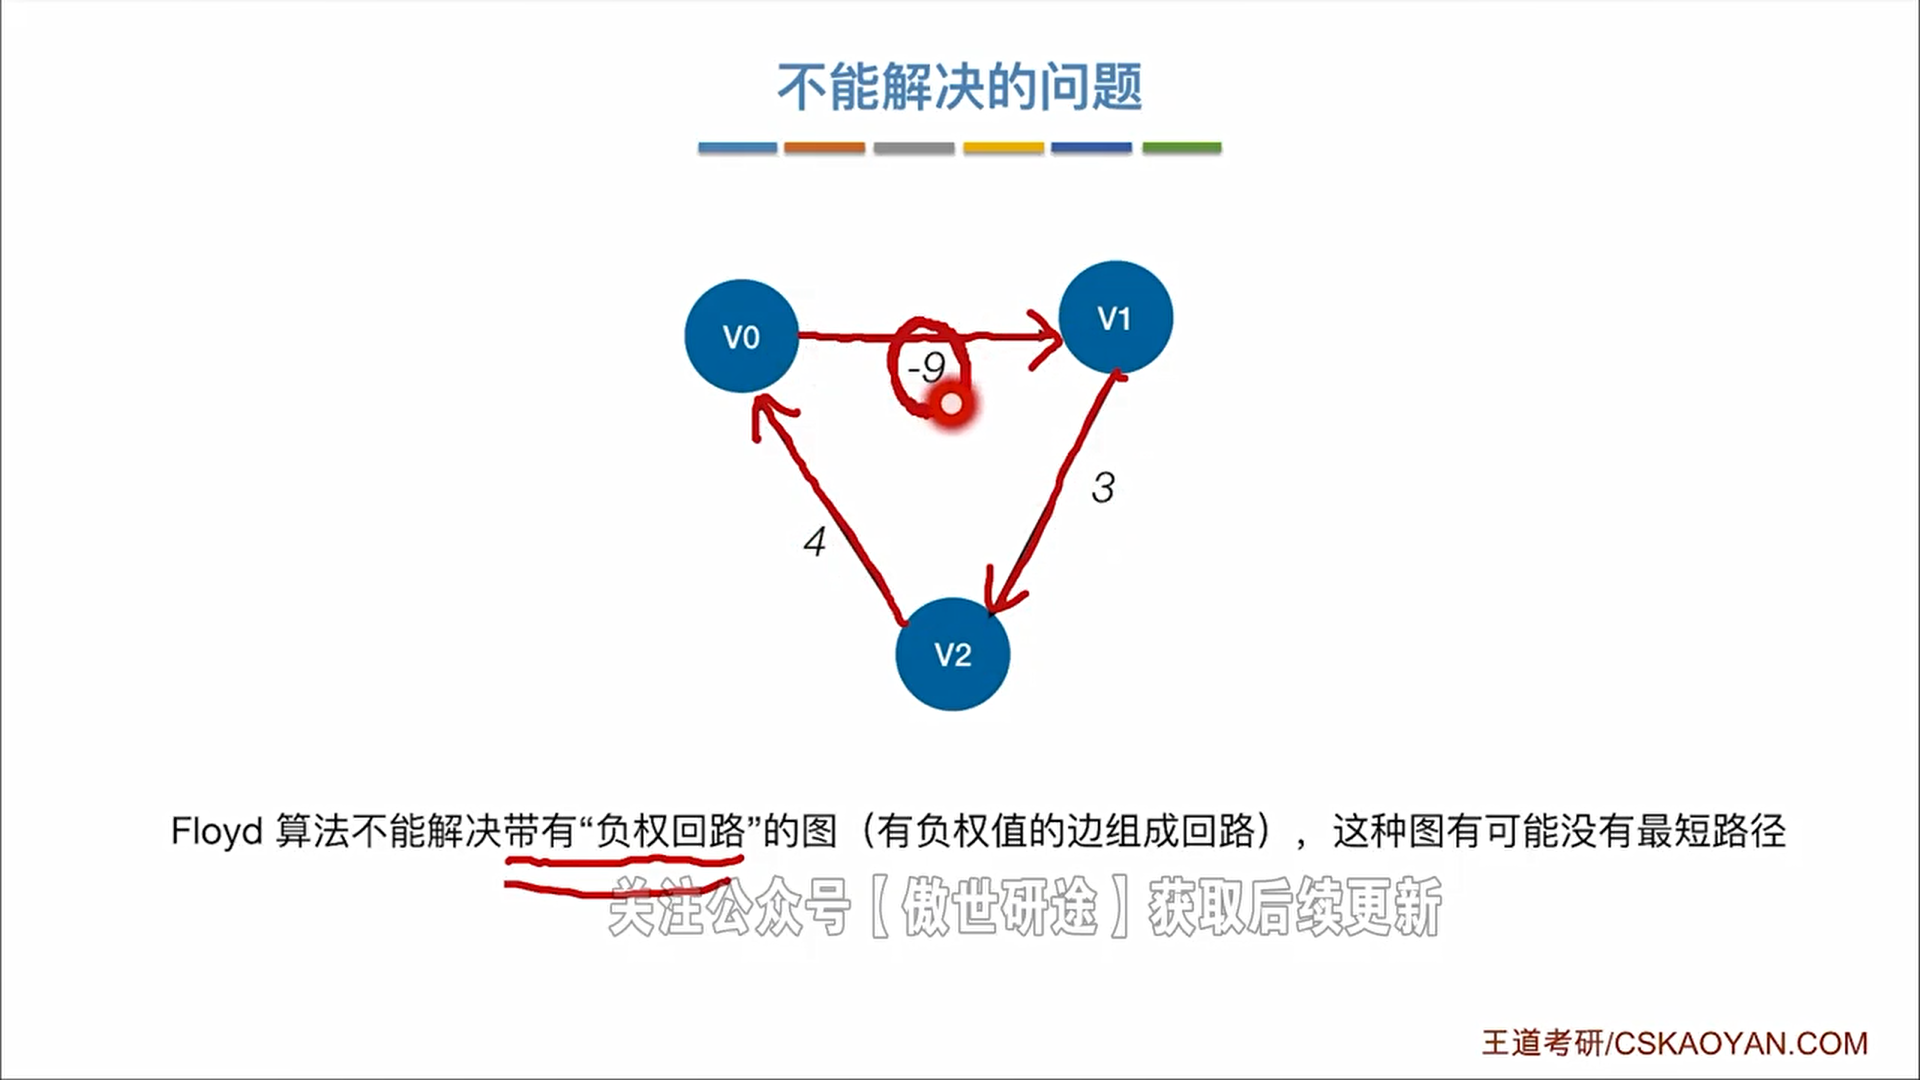 不能解决的问题
V0
V1
-9
3
4
V2
Floyd 算法不能解决带有“负权回路”的图（有负权值的边组成回路），这种图有可能没有最短路径
关注公众号【傲世研途】获取后续更新
王道考研/CSKAOYAN.COM